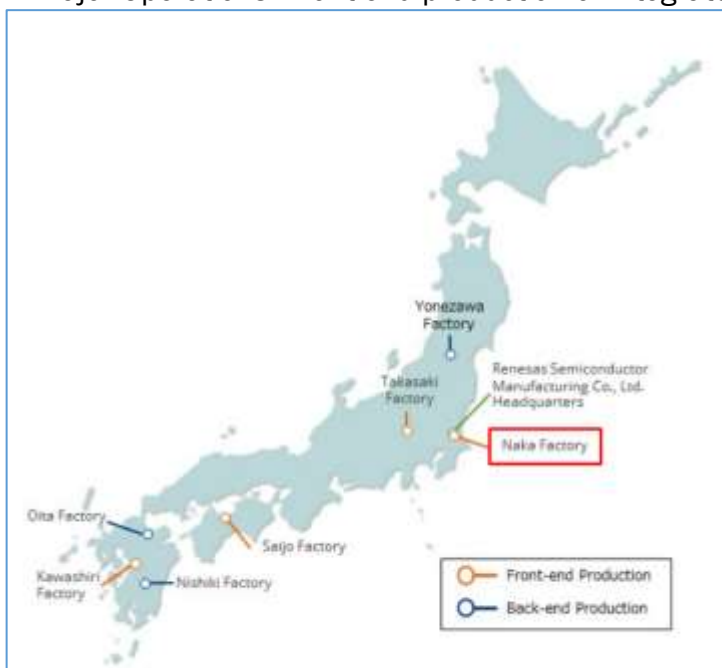 Yonezawa
Factory
Renesas Semiconductor
Manufacturing Co., Ltd.
Headquarters
Takasaki
Factory
Naka Factory
Oita Factory
Saijo Factory
Kawashiri
Factory
Nishiki Factory
Front-end Production
Back-end Production